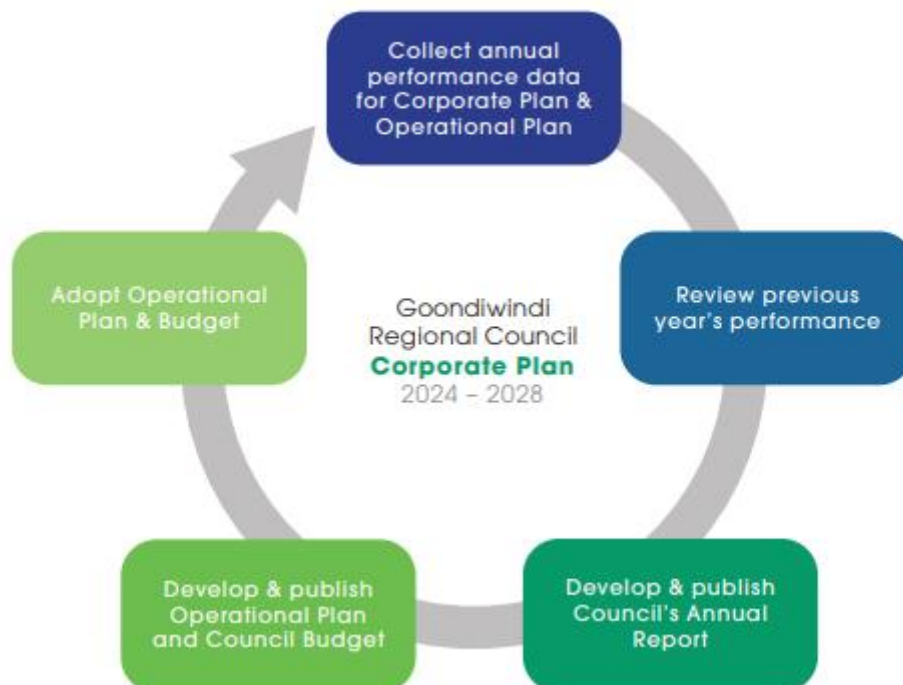 Collect annual
performance data
for Corporate Plan &
Operational Plan
Review previous
year's performance
Develop & publish
Council's Annual
Report
Develop & publish
Operational Plan
and Council Budget
Adopt Operational
Plan & Budget
Goondiwindi
Regional Council
Corporate Plan
2024 – 2028